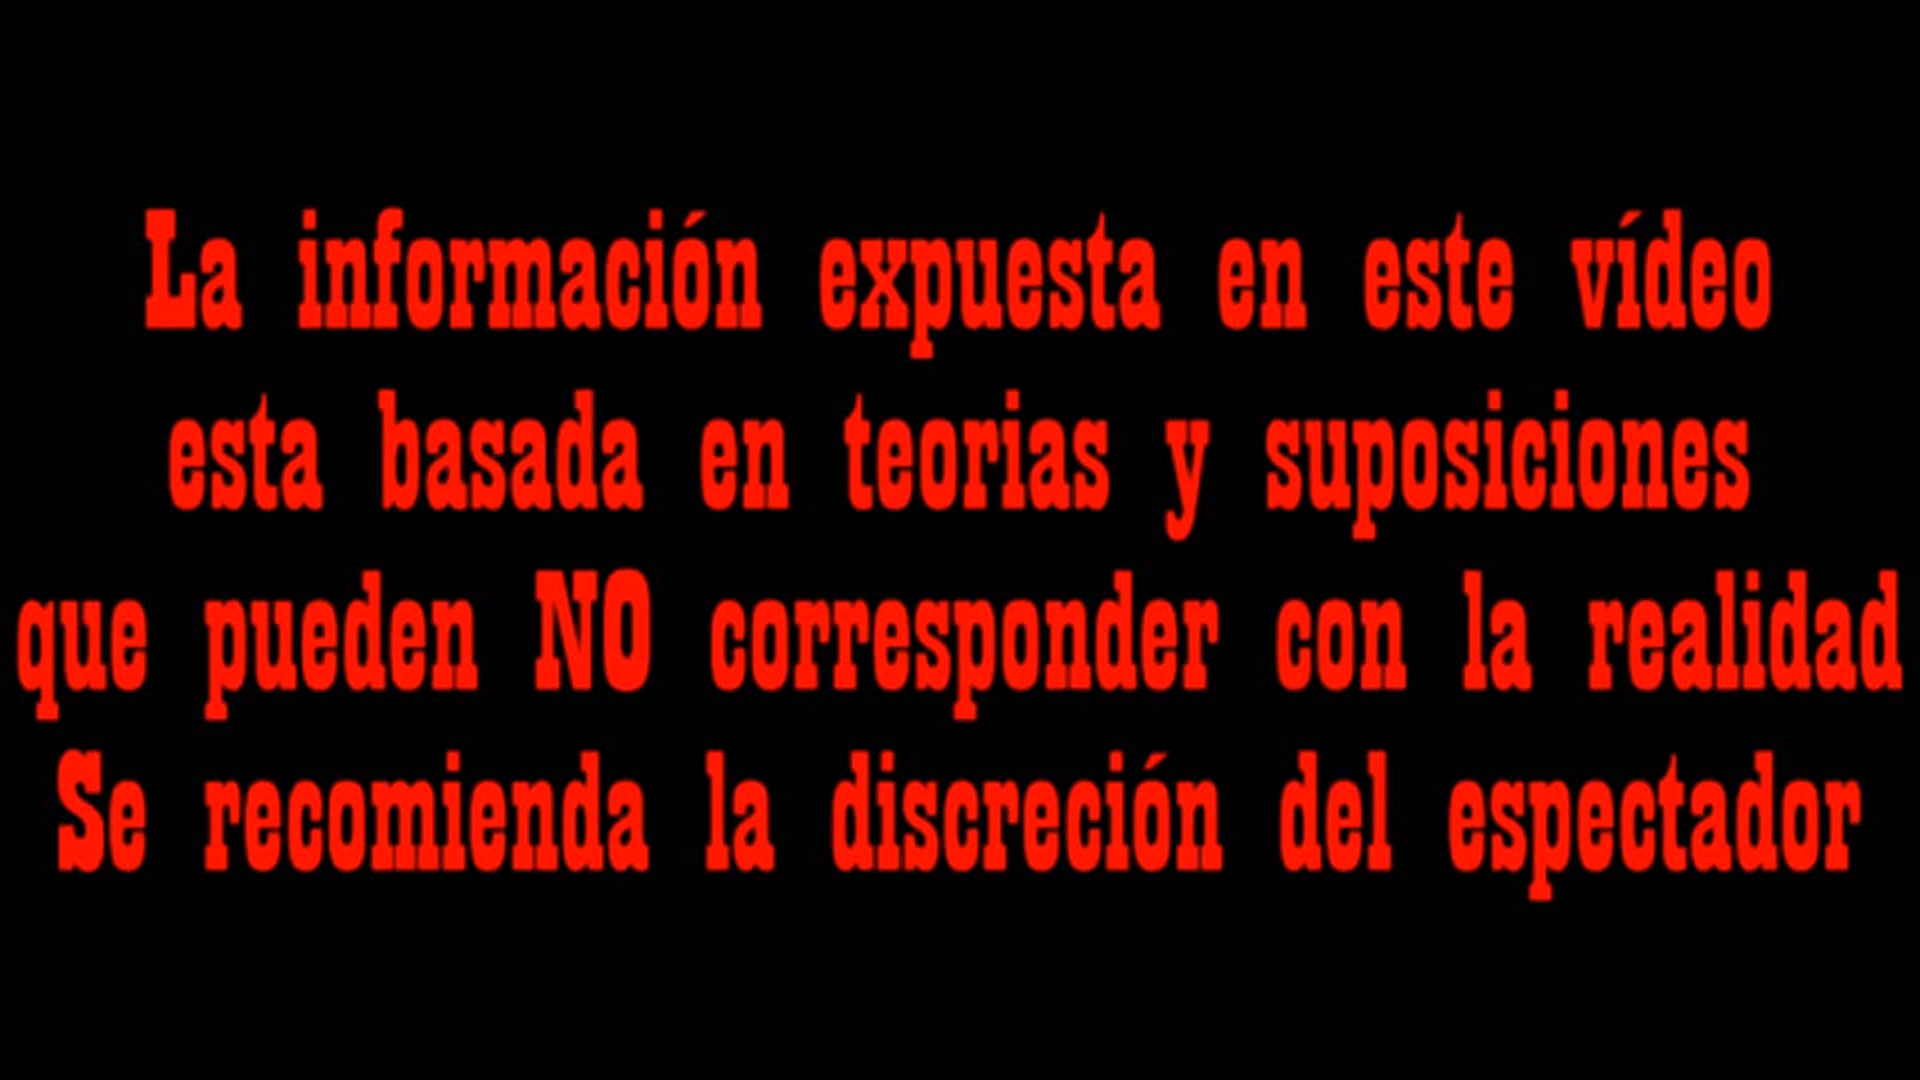 La información expuesta en este vídeo
esta basada en teorias y suposiciones
que pueden NO corresponder con la realidad
Se recomienda la discreción del espectador